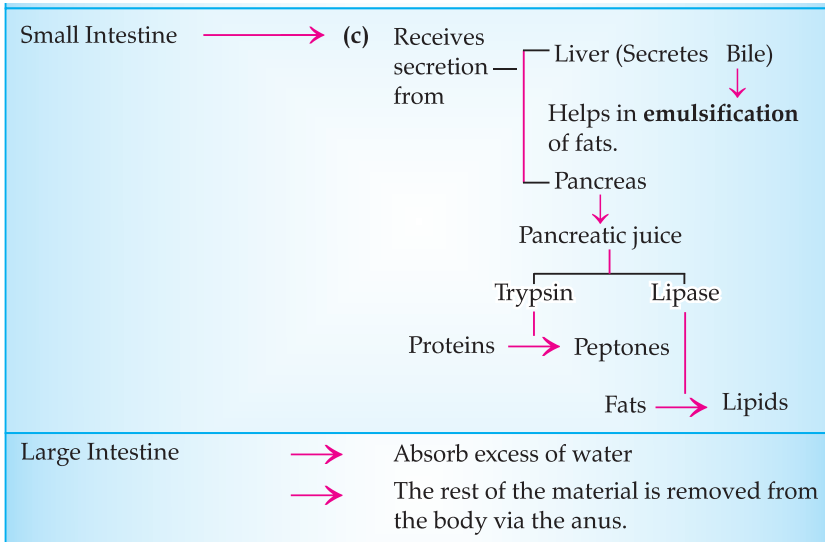 Small Intestine
(c) Receives
secretion
from
Liver (Secretes Bile)
Helps in emulsification
of fats.
Pancreas
Pancreatic juice
Trypsin Lipase
Proteins Peptones
Fats Lipids
Large Intestine
Absorb excess of water
The rest of the material is removed from
the body via the anus.